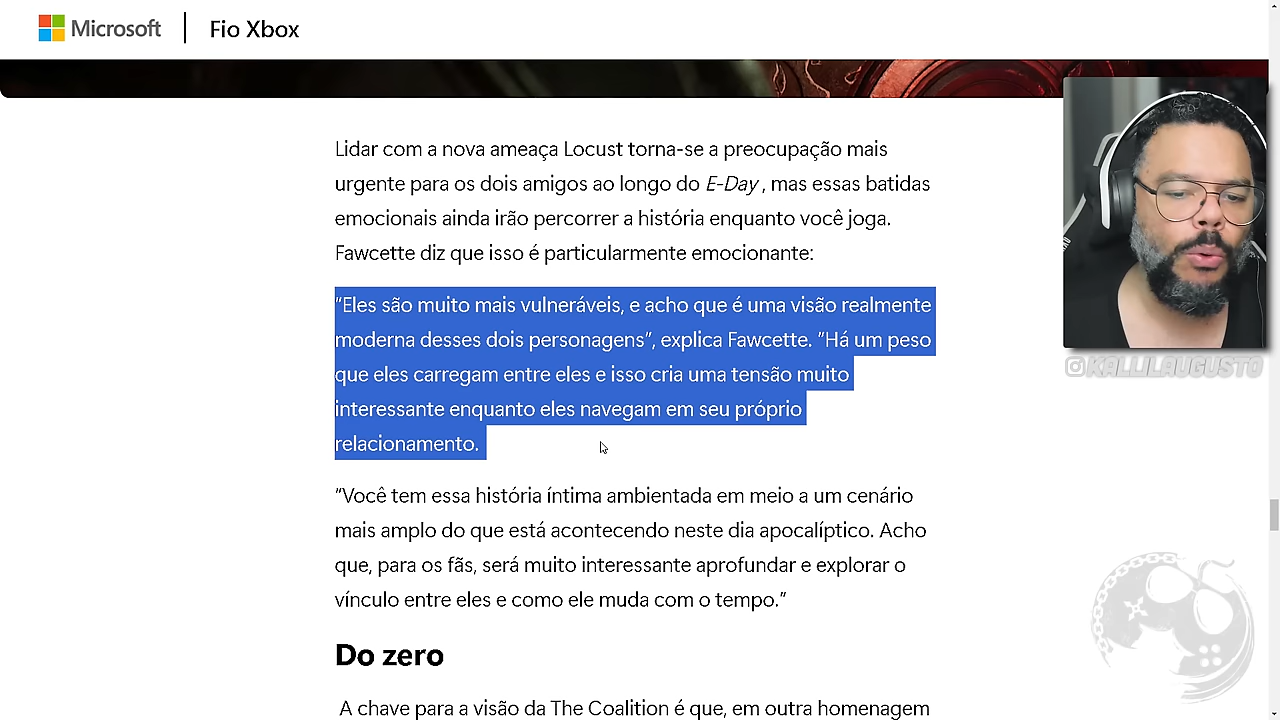 Microsoft | Fio Xbox
Lidar com a nova ameaça Locust torna-se a preocupação mais
urgente para os dois amigos ao longo do E-Day , mas essas batidas
emocionais ainda irão percorrer a história enquanto você joga.
Fawcette diz que isso é particularmente emocionante:
“Eles são muito mais vulneráveis, e acho que é uma visão realmente
moderna desses dois personagens”, explica Fawcette. “Há um peso
que eles carregam entre eles e isso cria uma tensão muito
interessante enquanto eles navegam em seu próprio
relacionamento.
“Você tem essa história íntima ambientada em meio a um cenário
mais amplo do que está acontecendo neste dia apocalíptico. Acho
que, para os fãs, será muito interessante aprofundar e explorar o
vínculo entre eles e como ele muda com o tempo.”
Do zero
A chave para a visão da The Coalition é que, em outra homenagem
@KALLILAUGUSTO